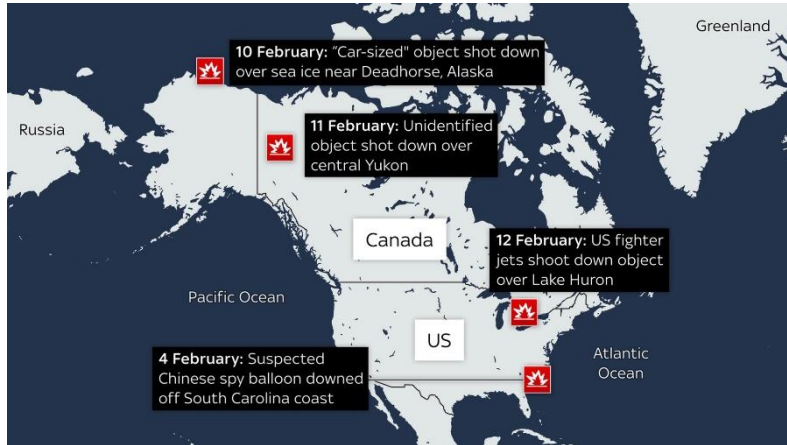 Greenland
10 February: "Car-sized" object shot down
over sea ice near Deadhorse, Alaska
Russia
11 February: Unidentified
object shot down over
central Yukon
Canada
12 February: US fighter
jets shoot down object
over Lake Huron
Pacific Ocean
US
4 February: Suspected
Chinese spy balloon downed
off South Carolina coast
Atlantic
Ocean